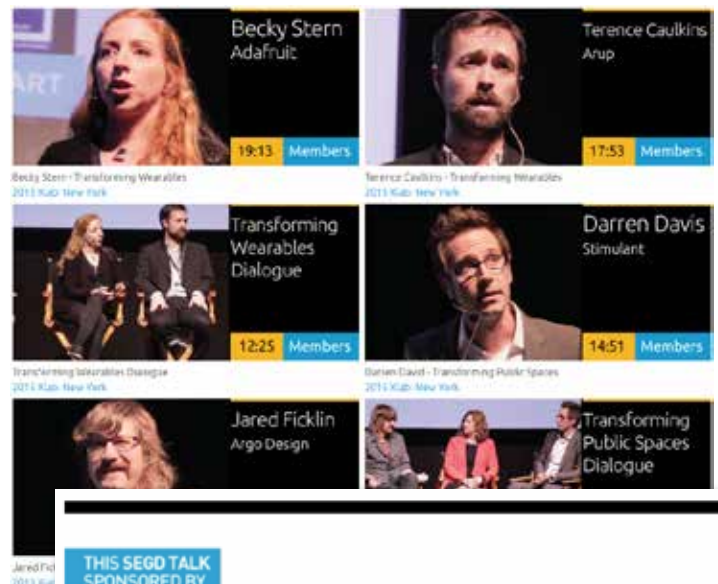 ART
Becky Stern
Adafruit
19:13 Members
Becky Stern - Transforming Wearables
2015 Xlab: New York
Terence Caulkins
Arup
17:53 Members
Terence Caulkins - Transforming Wearables
2015 Xlab: New York
Transforming
Wearables
Dialogue
12:25 Members
Transforming Wearables Dialogue
2015 Xlab: New York
Darren Davis
Stimulant
14:51 Members
Darren David - Transforming Public Spaces
2015 Xlab: New York
Jared Ficklin
Argo Design
Transforming
Public Spaces
Dialogue
THIS SEGD TALK
SPONSORED BY